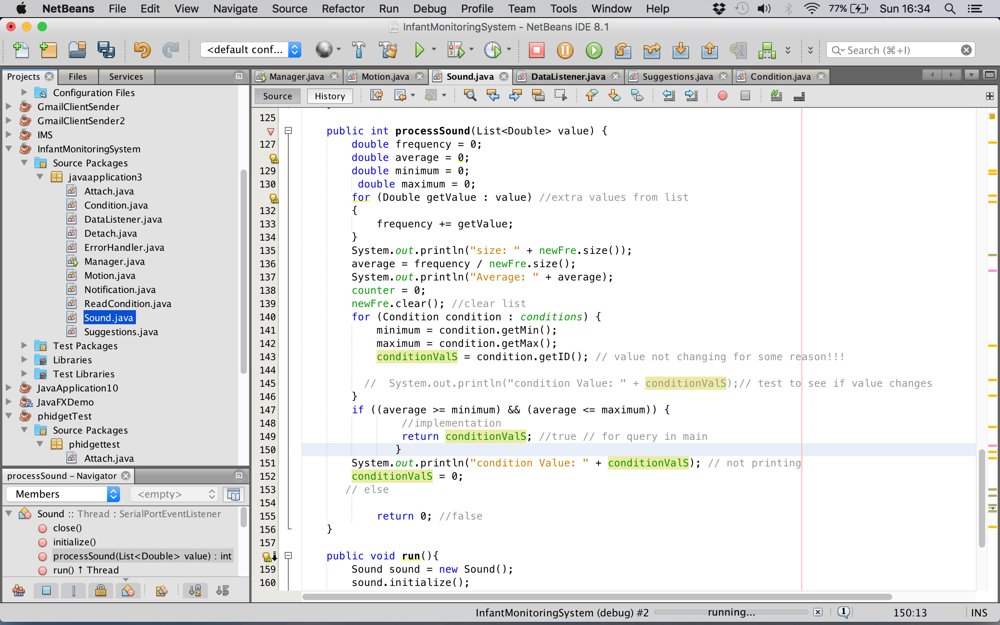 NetBeans File Edit View Navigate Source Refactor Run Debug Profile Team Tools Window Help 77% Sun 16:34
InfantMonitoringSystem - NetBeans IDE 8.1
<default conf... Search (⌘+I)
Projects Files Services
Manager.java Motion.java Sound.java DataListener.java Suggestions.java Condition.java
Source History
Configuration Files
GmailClientSender
GmailClientSender2
IMS
InfantMonitoringSystem
Source Packages
javaapplication3
Attach.java
Condition.java
DataListener.java
Detach.java
ErrorHandler.java
Manager.java
Motion.java
Notification.java
ReadCondition.java
Sound.java
Suggestions.java
Test Packages
Libraries
Test Libraries
JavaApplication10
JavaFXDemo
phidgetTest
Source Packages
phidgettest
Attach.java
processSound - Navigator
Members <empty>
Sound :: Thread : SerialPortEventListener
close()
initialize()
processSound(List<Double> value) : int
run() ↑ Thread
125
public int processSound(List<Double> value) {
127 double frequency = 0;
double average = 0;
129 double minimum = 0;
130 double maximum = 0;
for (Double getValue : value) //extra values from list
132 {
133 frequency += getValue;
134 }
135 System.out.println("size: " + newFre.size());
136 average = frequency / newFre.size();
137 System.out.println("Average: " + average);
138 counter = 0;
139 newFre.clear(); //clear list
140 for (Condition condition : conditions) {
141 minimum = condition.getMin();
142 maximum = condition.getMax();
143 conditionValS = condition.getID(); // value not changing for some reason!!!
144
145 // System.out.println("condition Value: " + conditionValS);// test to see if value changes
146 }
147 if ((average >= minimum) && (average <= maximum)) {
148 //implementation
149 return conditionValS; //true // for query in main
150 }
151 System.out.println("condition Value: " + conditionValS); // not printing
152 conditionValS = 0;
153 // else
154
155 return 0; //false
156 }
157
public void run(){
159 Sound sound = new Sound();
160 sound.initialize();
InfantMonitoringSystem (debug) #2 running... 1 150:13 INS